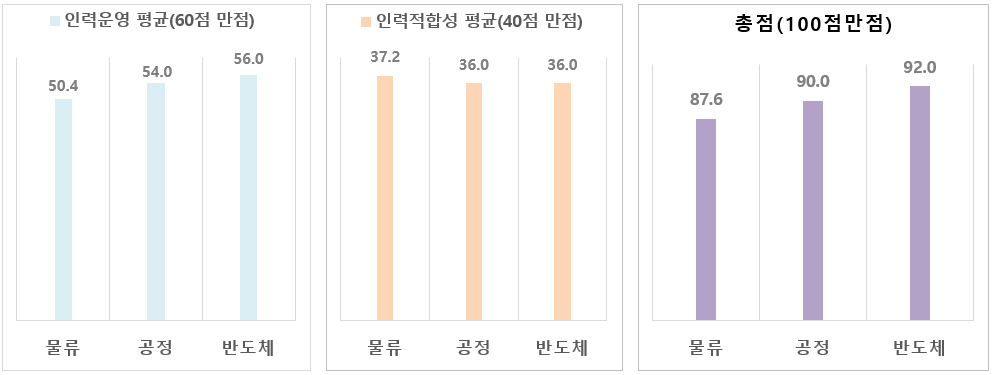 인력운영 평균(60점 만점)
50.4
54.0
56.0
물류
공정
반도체
인력적합성 평균(40점 만점)
37.2
36.0
36.0
물류
공정
반도체
총점(100점만점)
87.6
90.0
92.0
물류
공정
반도체